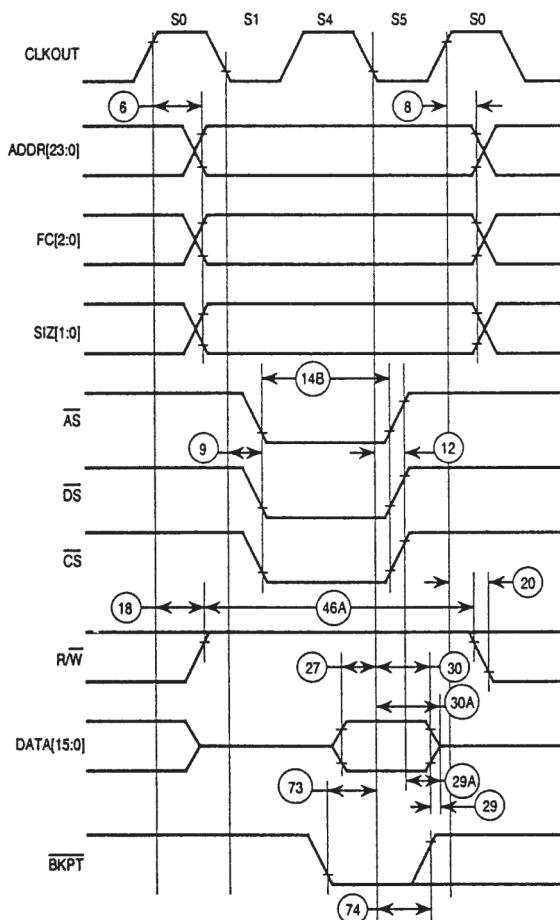 S0 S1 S4 S5 S0
CLKOUT
6 8
ADDR[23:0]
FC[2:0]
SIZ[1:0]
14B
AS
9 12
DS
CS
20
18 46A
R/W
27 30
30A
DATA[15:0]
29A
73
29
BKPT
74